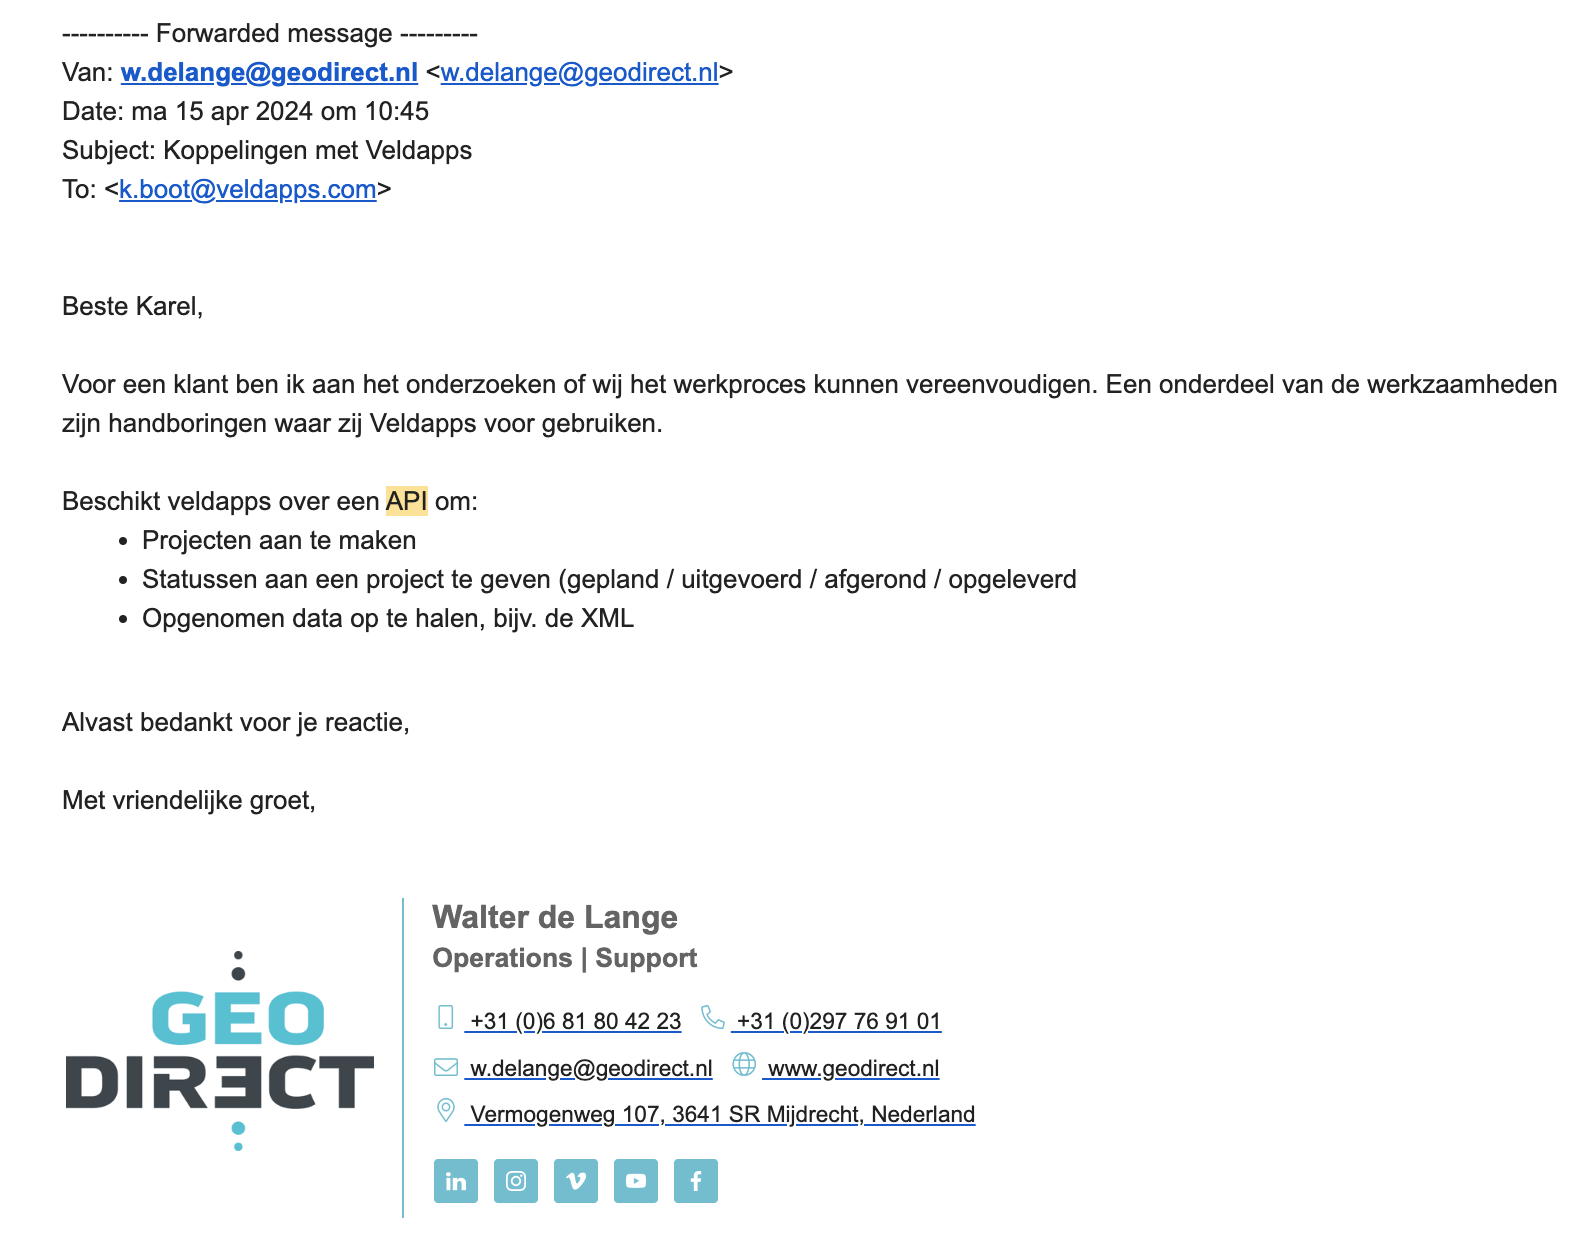 ---------- Forwarded message ---------
Van: w.delange@geodirect.nl <w.delange@geodirect.nl>
Date: ma 15 apr 2024 om 10:45
Subject: Koppelingen met Veldapps
To: <k.boot@veldapps.com>
Beste Karel,
Voor een klant ben ik aan het onderzoeken of wij het werkproces kunnen vereenvoudigen. Een onderdeel van de werkzaamheden
zijn handboringen waar zij Veldapps voor gebruiken.
Beschikt veldapps over een API om:
• Projecten aan te maken
• Statussen aan een project te geven (gepland / uitgevoerd / afgerond / opgeleverd
• Opgenomen data op te halen, bijv. de XML
Alvast bedankt voor je reactie,
Met vriendelijke groet,
GEO
DIRECT
Walter de Lange
Operations | Support
+31 (0)6 81 80 42 23 +31 (0)297 76 91 01
w.delange@geodirect.nl www.geodirect.nl
Vermogenweg 107, 3641 SR Mijdrecht, Nederland